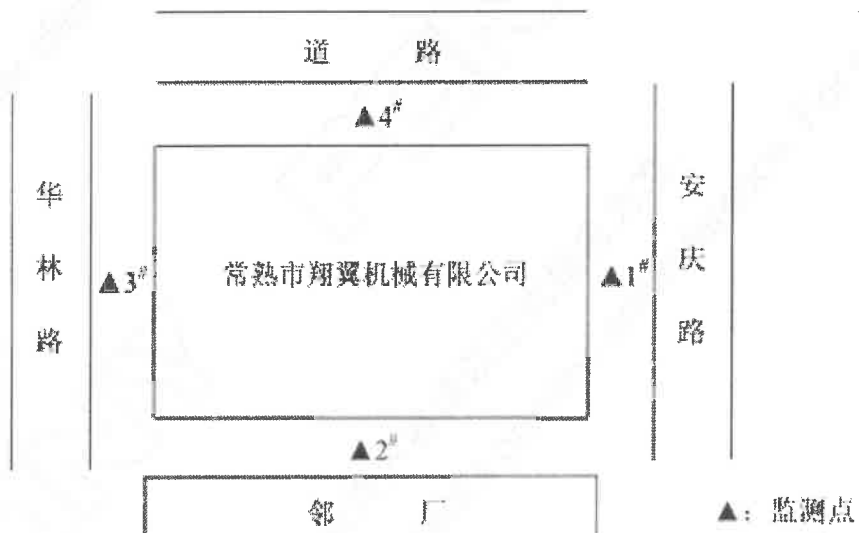 道 路
▲4#
华林路
▲3#
常熟市翔翼机械有限公司
▲1#
安庆路
▲2#
邻 厂
▲：监测点